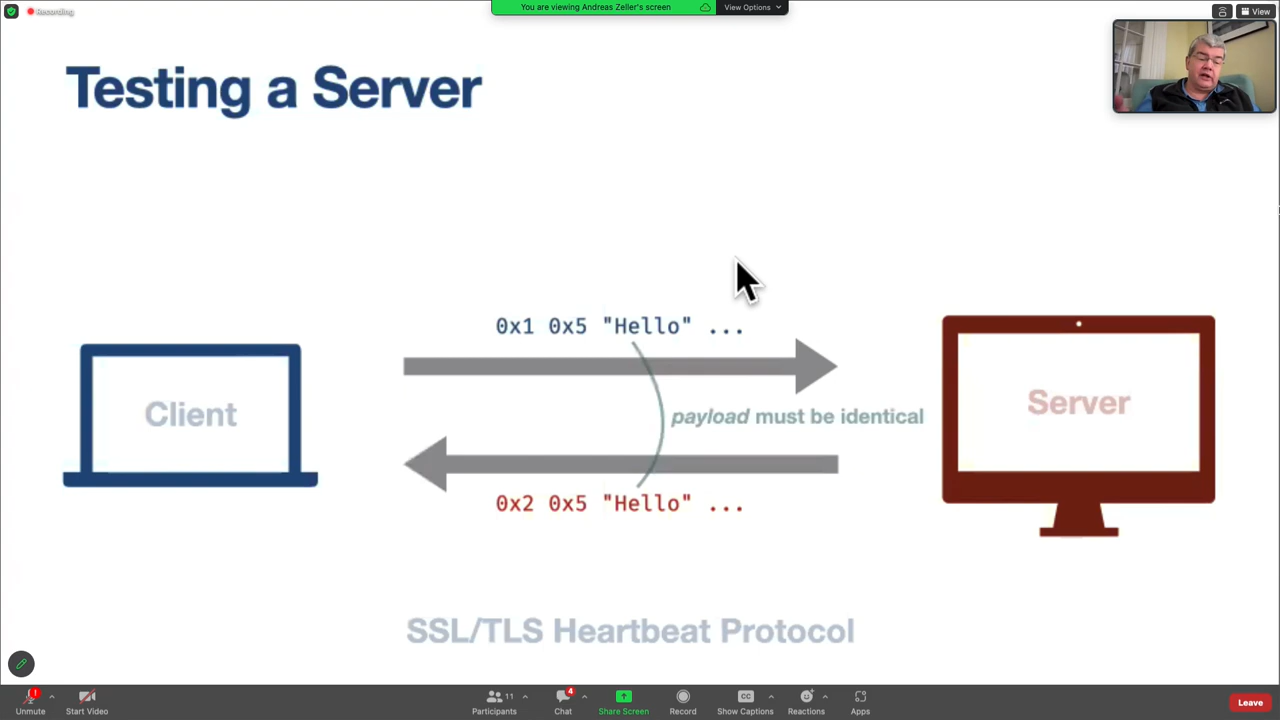 Recording
You are viewing Andreas Zeller's screen
View Options
View
Testing a Server
0x1 0x5 "Hello" ...
Client
payload must be identical
Server
0x2 0x5 "Hello" ...
SSL/TLS Heartbeat Protocol
Unmute
Start Video
Participants
11
Chat
4
Share Screen
Record
CC
Show Captions
Reactions
Apps
Leave